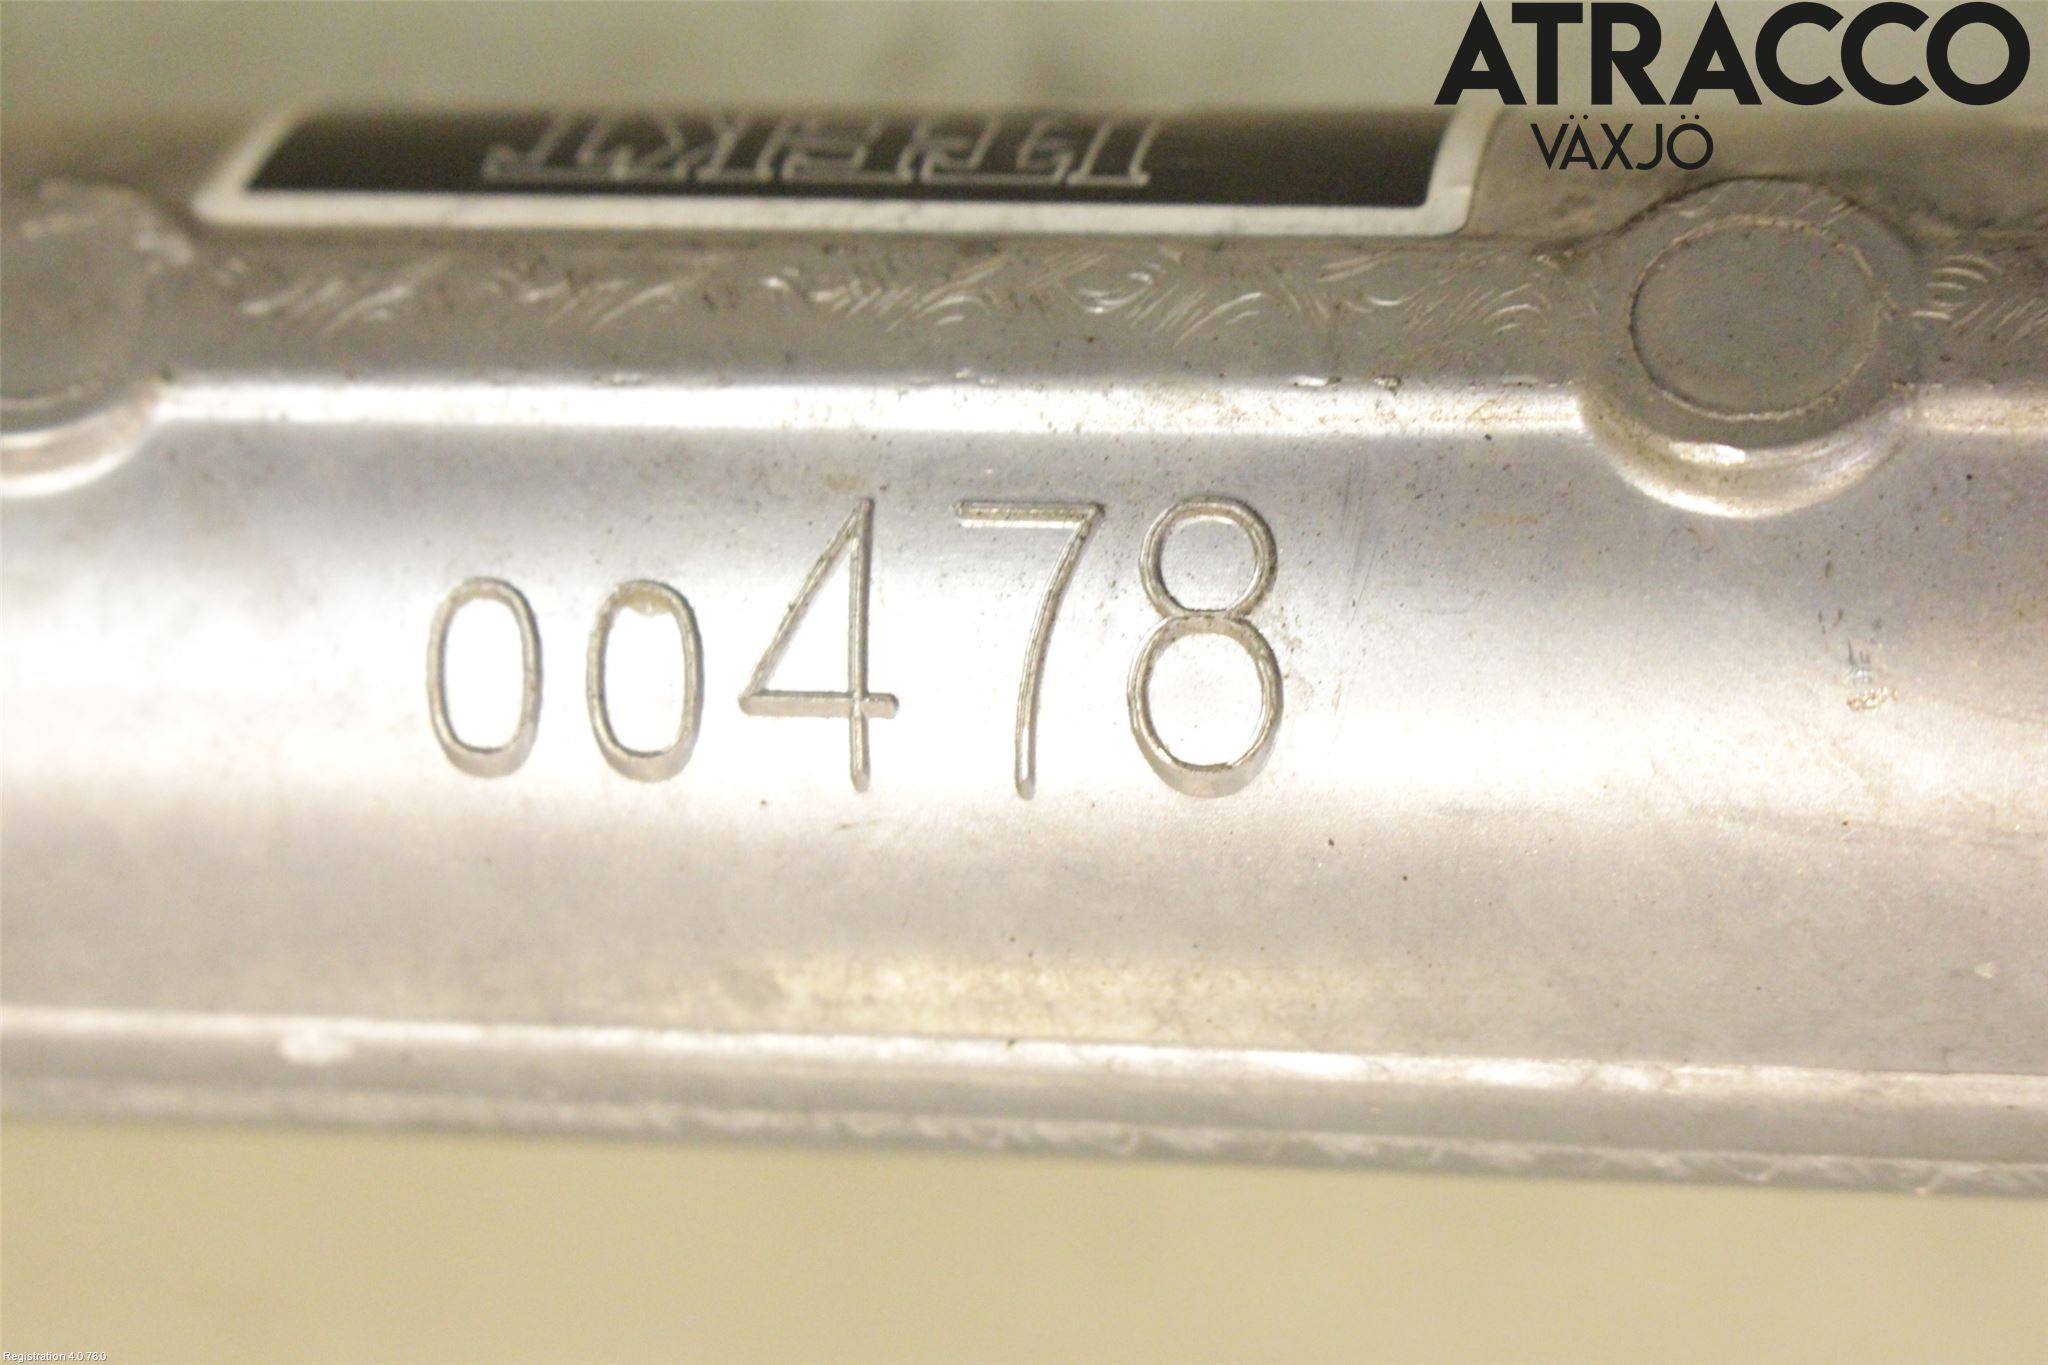 ATRACCO
VÄXJÖ
00478
Registration 4.0.76.0